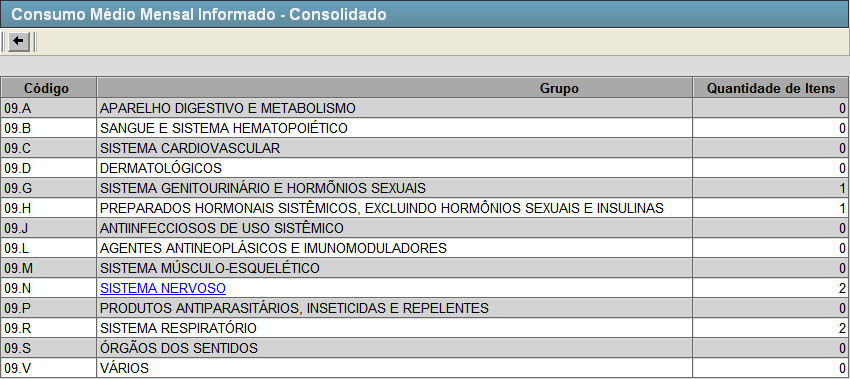 Consumo Médio Mensal Informado - Consolidado
Código Grupo Quantidade de Itens
09.A APARELHO DIGESTIVO E METABOLISMO 0
09.B SANGUE E SISTEMA HEMATOPOIÉTICO 0
09.C SISTEMA CARDIOVASCULAR 0
09.D DERMATOLÓGICOS 0
09.G SISTEMA GENITOURINÁRIO E HORMÕNIOS SEXUAIS 1
09.H PREPARADOS HORMONAIS SISTÊMICOS, EXCLUINDO HORMÔNIOS SEXUAIS E INSULINAS 1
09.J ANTIINFECCIOSOS DE USO SISTÊMICO 0
09.L AGENTES ANTINEOPLÁSICOS E IMUNOMODULADORES 0
09.M SISTEMA MÚSCULO-ESQUELÉTICO 0
09.N SISTEMA NERVOSO 2
09.P PRODUTOS ANTIPARASITÁRIOS, INSETICIDAS E REPELENTES 0
09.R SISTEMA RESPIRATÓRIO 2
09.S ÓRGÃOS DOS SENTIDOS 0
09.V VÁRIOS 0